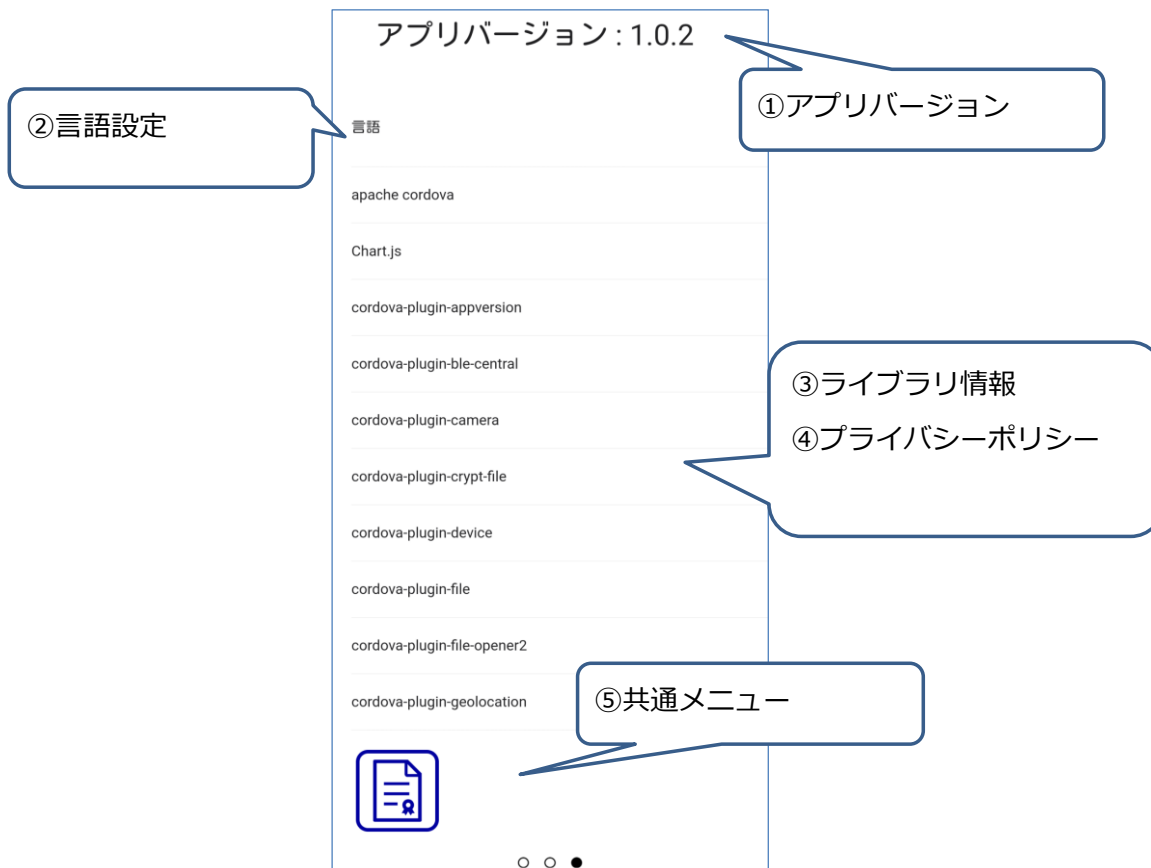 アプリバージョン : 1.0.2
①アプリバージョン
②言語設定
言語
apache cordova
Chart.js
cordova-plugin-appversion
cordova-plugin-ble-central
③ライブラリ情報
④プライバシーポリシー
cordova-plugin-camera
cordova-plugin-crypt-file
cordova-plugin-device
cordova-plugin-file
cordova-plugin-file-opener2
cordova-plugin-geolocation
⑤共通メニュー